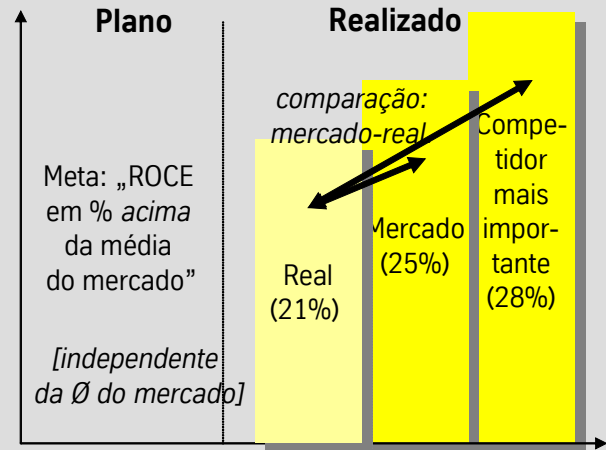 Plano
Realizado
comparação:
mercado-real.
Meta: „ROCE
em % acima
da média
do mercado”
[independente
da Ø do mercado]
Real
(21%)
Mercado
(25%)
Compe-
tidor
mais
impor-
tante
(28%)